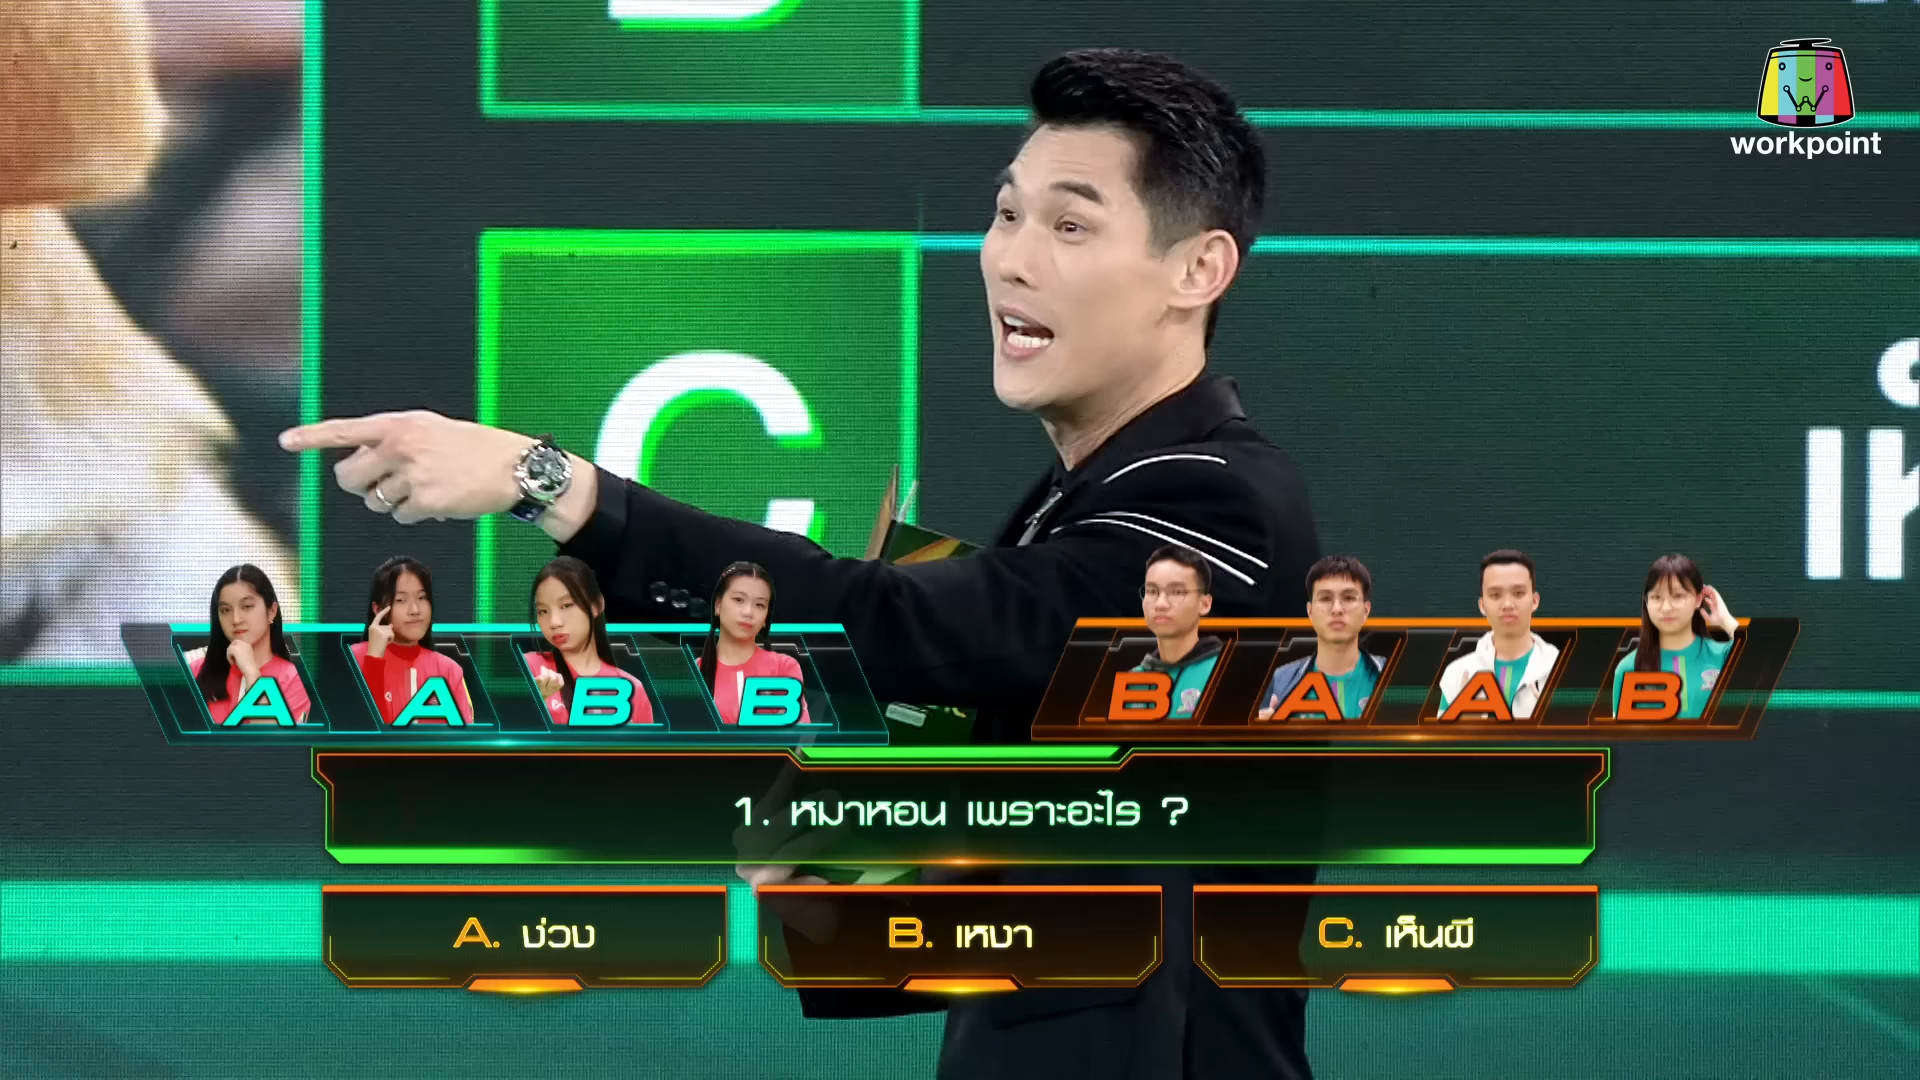 workpoint
C
A A B B
B A A B
1. หมาหอน เพราะอะไร ?
A. ง่วง
B. เหงา
C. เห็นผี